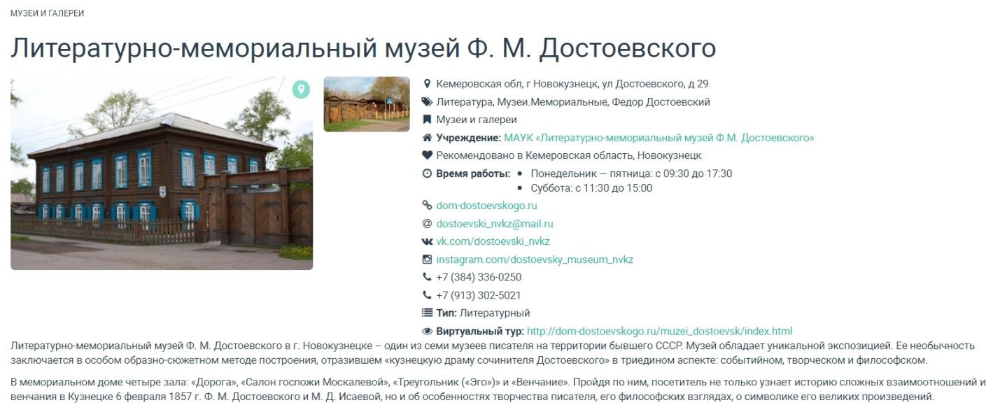 МУЗЕИ И ГАЛЕРЕИ
Литературно-мемориальный музей Ф. М. Достоевского
Кемеровская обл, г Новокузнецк, ул Достоевского, д 29
Литература, Музеи.Мемориальные, Федор Достоевский
Музеи и галереи
Учреждение: МАУК «Литературно-мемориальный музей Ф.М. Достоевского»
Рекомендовано в Кемеровская область, Новокузнецк
Время работы: • Понедельник — пятница: с 09:30 до 17:30
• Суббота: с 11:30 до 15:00
dom-dostoevskogo.ru
dostoevski_nvkz@mail.ru
vk.com/dostoevski_nvkz
instagram.com/dostoevsky_museum_nvkz
+7 (384) 336-0250
+7 (913) 302-5021
Тип: Литературный
Виртуальный тур: http://dom-dostoevskogo.ru/muzei_dostoevsk/index.html
Литературно-мемориальный музей Ф. М. Достоевского в г. Новокузнецке – один из семи музеев писателя на территории бывшего СССР. Музей обладает уникальной экспозицией. Ее необычность
заключается в особом образно-сюжетном методе построения, отразившем «кузнецкую драму сочинителя Достоевского» в триедином аспекте: событийном, творческом и философском.
В мемориальном доме четыре зала: «Дорога», «Салон госпожи Москалевой», «Треугольник («Эго»)» и «Венчание». Пройдя по ним, посетитель не только узнает историю сложных взаимоотношений и
венчания в Кузнецке 6 февраля 1857 г. Ф. М. Достоевского и М. Д. Исаевой, но и об особенностях творчества писателя, его философских взглядах, о символике его великих произведений.